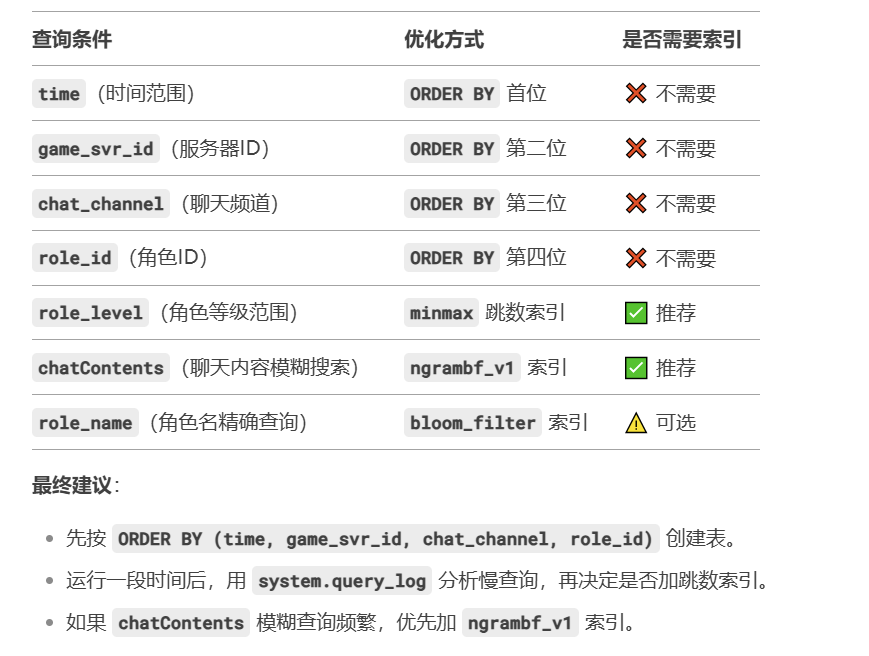 查询条件 优化方式 是否需要索引
time（时间范围） ORDER BY 首位 ❌ 不需要
game_svr_id（服务器ID） ORDER BY 第二位 ❌ 不需要
chat_channel（聊天频道） ORDER BY 第三位 ❌ 不需要
role_id（角色ID） ORDER BY 第四位 ❌ 不需要
role_level（角色等级范围） minmax 跳数索引 ✅ 推荐
chatContents（聊天内容模糊搜索） ngrambf_v1 索引 ✅ 推荐
role_name（角色名精确查询） bloom_filter 索引 ⚠️ 可选
最终建议：
• 先按 ORDER BY (time, game_svr_id, chat_channel, role_id) 创建表。
• 运行一段时间后，用 system.query_log 分析慢查询，再决定是否加跳数索引。
• 如果 chatContents 模糊查询频繁，优先加 ngrambf_v1 索引。